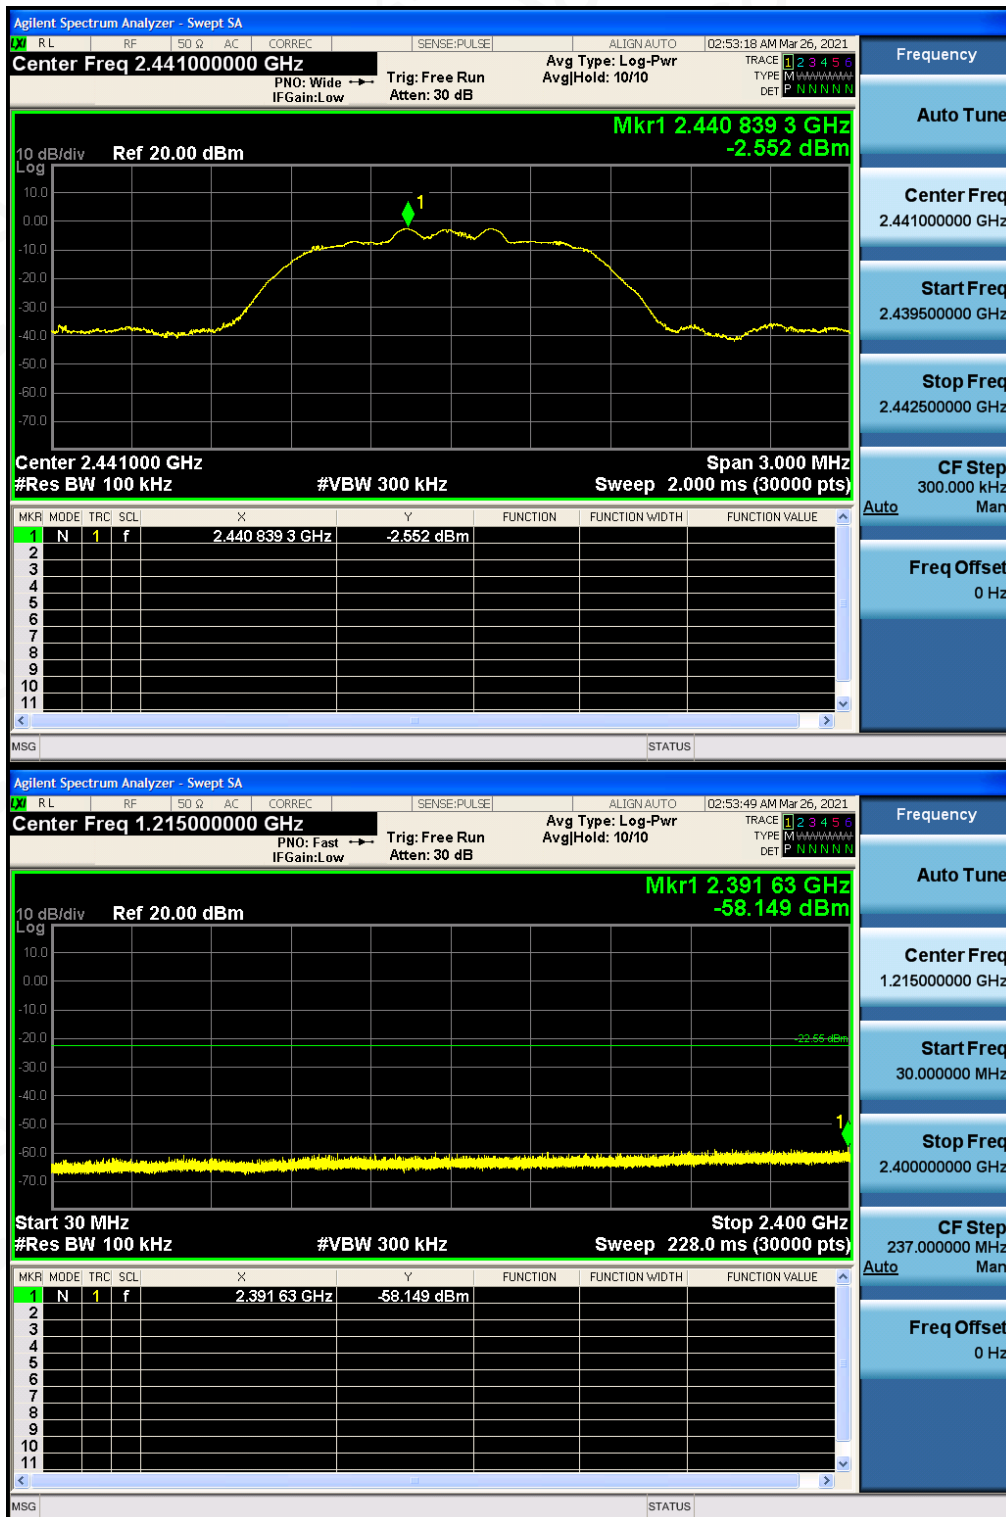 Agilent Spectrum Analyzer - Swept SA
LXI RL RF 50 Ω AC CORREC SENSE:PULSE ALIGN AUTO 02:53:18 AM Mar 26, 2021
Center Freq 2.441000000 GHz
PNO: Wide
IFGain:Low
Trig: Free Run
Atten: 30 dB
Avg Type: Log-Pwr
Avg|Hold: 10/10
TRACE 1 2 3 4 5 6
TYPE M WWWWW
DET P N N N N N
Mkr1 2.440 839 3 GHz
-2.552 dBm
10 dB/div Ref 20.00 dBm
Log
10.0
0.00
-10.0
-20.0
-30.0
-40.0
-50.0
-60.0
-70.0
1
Center 2.441000 GHz Span 3.000 MHz
#Res BW 100 kHz #VBW 300 kHz Sweep 2.000 ms (30000 pts)
MKR MODE TRC SCL X Y FUNCTION FUNCTION WIDTH FUNCTION VALUE
1 N 1 f 2.440 839 3 GHz -2.552 dBm
2
3
4
5
6
7
8
9
10
11
MSG STATUS
Frequency
Auto Tune
Center Freq
2.441000000 GHz
Start Freq
2.439500000 GHz
Stop Freq
2.442500000 GHz
CF Step
300.000 kHz
Auto Man
Freq Offset
0 Hz
Agilent Spectrum Analyzer - Swept SA
LXI RL RF 50 Ω AC CORREC SENSE:PULSE ALIGN AUTO 02:53:49 AM Mar 26, 2021
Center Freq 1.215000000 GHz
PNO: Fast
IFGain:Low
Trig: Free Run
Atten: 30 dB
Avg Type: Log-Pwr
Avg|Hold: 10/10
TRACE 1 2 3 4 5 6
TYPE M WWWWW
DET P N N N N N
Mkr1 2.391 63 GHz
-58.149 dBm
10 dB/div Ref 20.00 dBm
Log
10.0
0.00
-10.0
-20.0
-30.0
-40.0
-50.0
-60.0
-70.0
-22.55 dBm
1
Start 30 MHz Stop 2.400 GHz
#Res BW 100 kHz #VBW 300 kHz Sweep 228.0 ms (30000 pts)
MKR MODE TRC SCL X Y FUNCTION FUNCTION WIDTH FUNCTION VALUE
1 N 1 f 2.391 63 GHz -58.149 dBm
2
3
4
5
6
7
8
9
10
11
MSG STATUS
Frequency
Auto Tune
Center Freq
1.215000000 GHz
Start Freq
30.000000 MHz
Stop Freq
2.400000000 GHz
CF Step
237.000000 MHz
Auto Man
Freq Offset
0 Hz